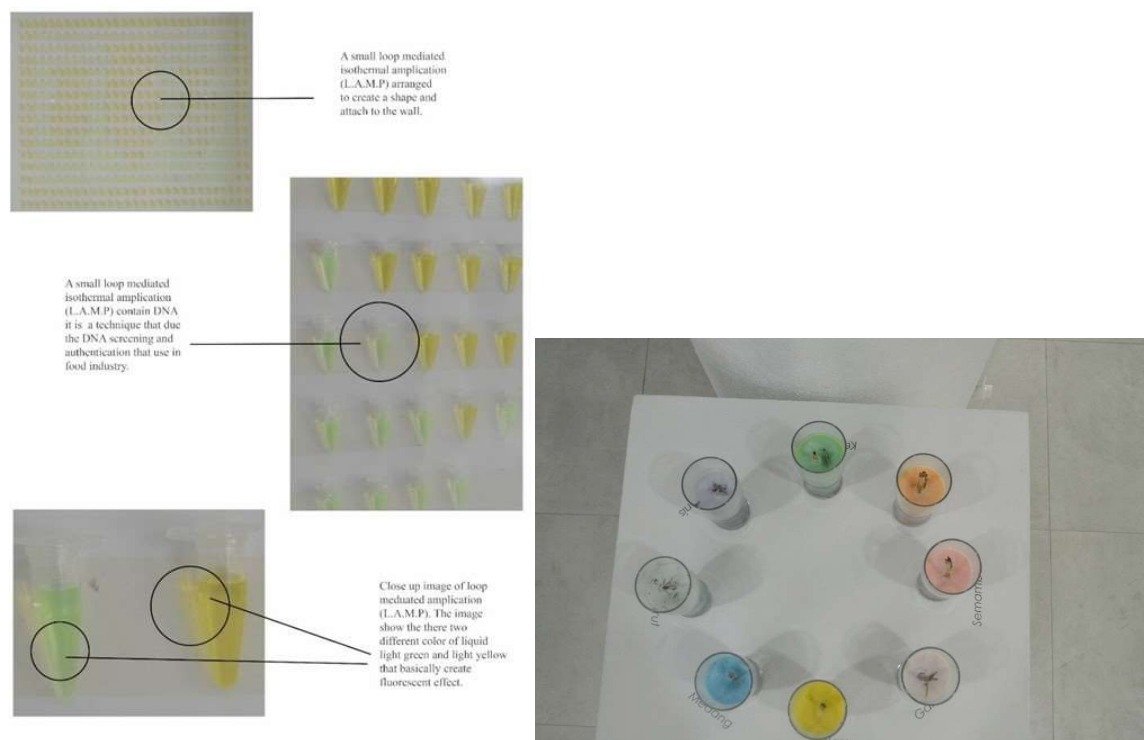 A small loop mediated
isothermal amplication
(L.A.M.P) arranged
to create a shape and
attach to the wall.
A small loop mediated
isothermal amplication
(L.A.M.P) contain DNA
it is a technique that due
the DNA screening and
authentication that use in
food industry.
Close up image of loop
meduated amplication
(L.A.M.P). The image
show the there two
different color of liquid
light green and light yellow
that basically create
fluorescent effect.
Medang